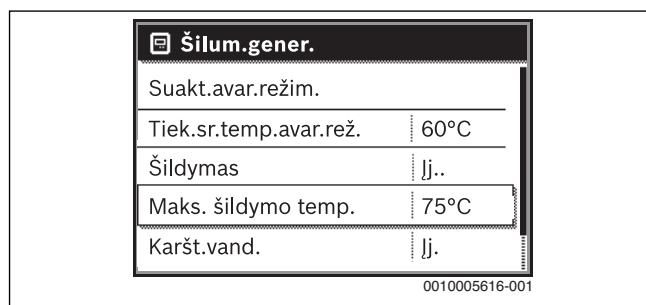 Šilum.gener.
Suakt.avar.režim.
Tiek.sr.temp.avar.rež. 60°C
Šildymas Įj..
Maks. šildymo temp. 75°C
Karšt.vand. Įj.
0010005616-001